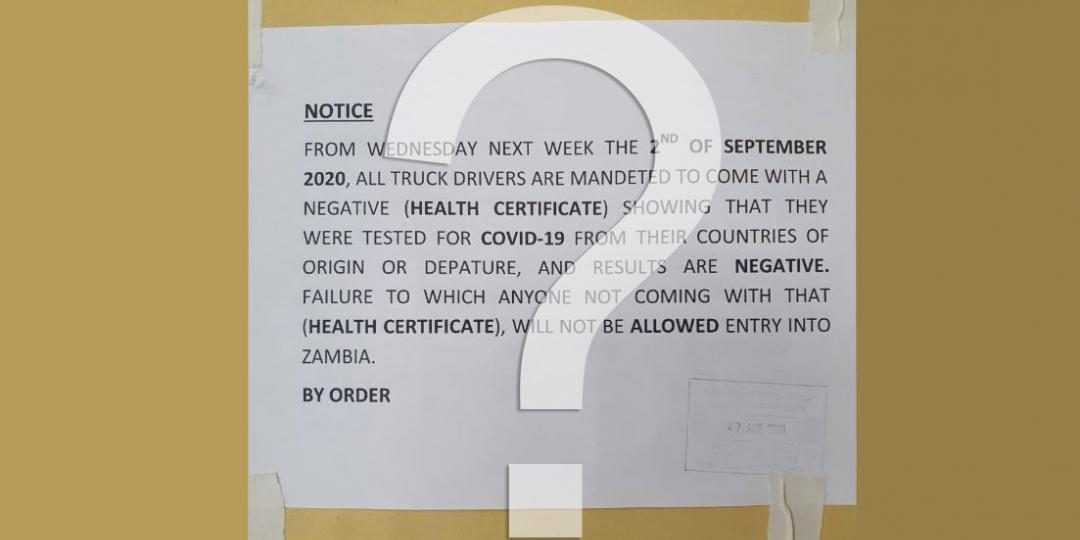 NOTICE
FROM WEDNESDAY NEXT WEEK THE 2ND OF SEPTEMBER
2020, ALL TRUCK DRIVERS ARE MANDETED TO COME WITH A
NEGATIVE (HEALTH CERTIFICATE) SHOWING THAT THEY
WERE TESTED FOR COVID-19 FROM THEIR COUNTRIES OF
ORIGIN OR DEPATURE, AND RESULTS ARE NEGATIVE.
FAILURE TO WHICH ANYONE NOT COMING WITH THAT
(HEALTH CERTIFICATE), WILL NOT BE ALLOWED ENTRY INTO
ZAMBIA.
BY ORDER
27 AUG 2020